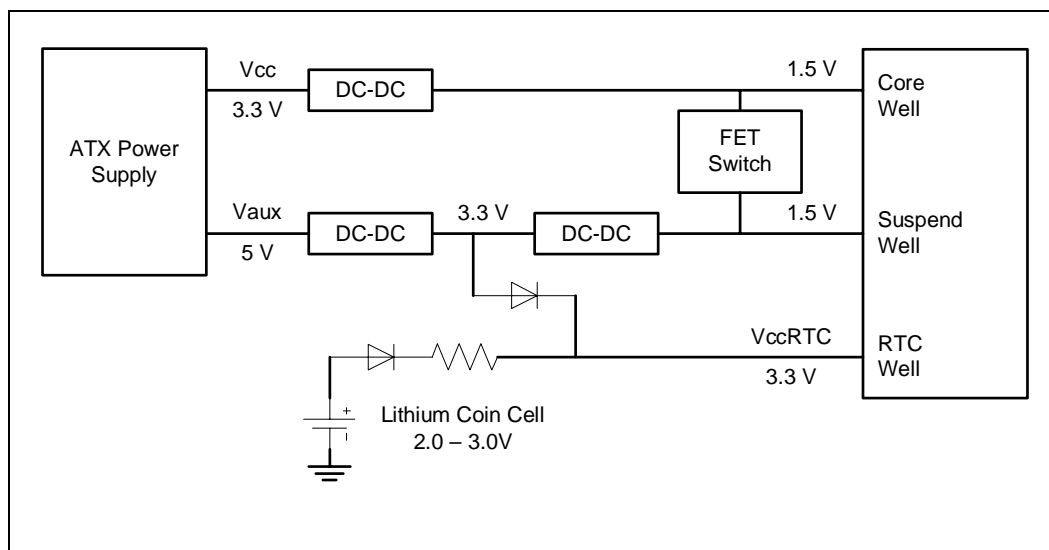 ATX Power
Supply
Vcc
3.3 V
DC-DC
1.5 V
Core
Well
FET
Switch
Vaux
5 V
DC-DC
3.3 V
DC-DC
1.5 V
Suspend
Well
VccRTC
3.3 V
RTC
Well
+
-
Lithium Coin Cell
2.0 – 3.0V